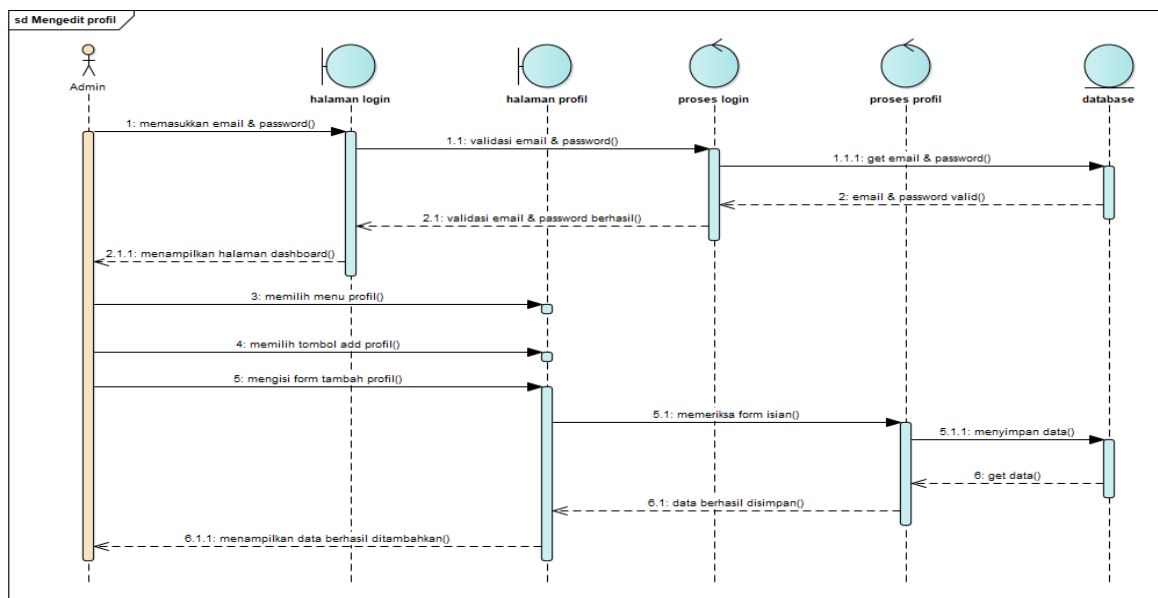 sd Mengedit profil
Admin
halaman login
halaman profil
proses login
proses profil
database
1: memasukkan email & password()
1.1: validasi email & password()
1.1.1: get email & password()
2: email & password valid()
2.1: validasi email & password berhasil()
2.1.1: menampilkan halaman dashboard()
3: memilih menu profil()
4: memilih tombol add profil()
5: mengisi form tambah profil()
5.1: memeriksa form isian()
5.1.1: menyimpan data()
6: get data()
6.1: data berhasil disimpan()
6.1.1: menampilkan data berhasil ditambahkan()